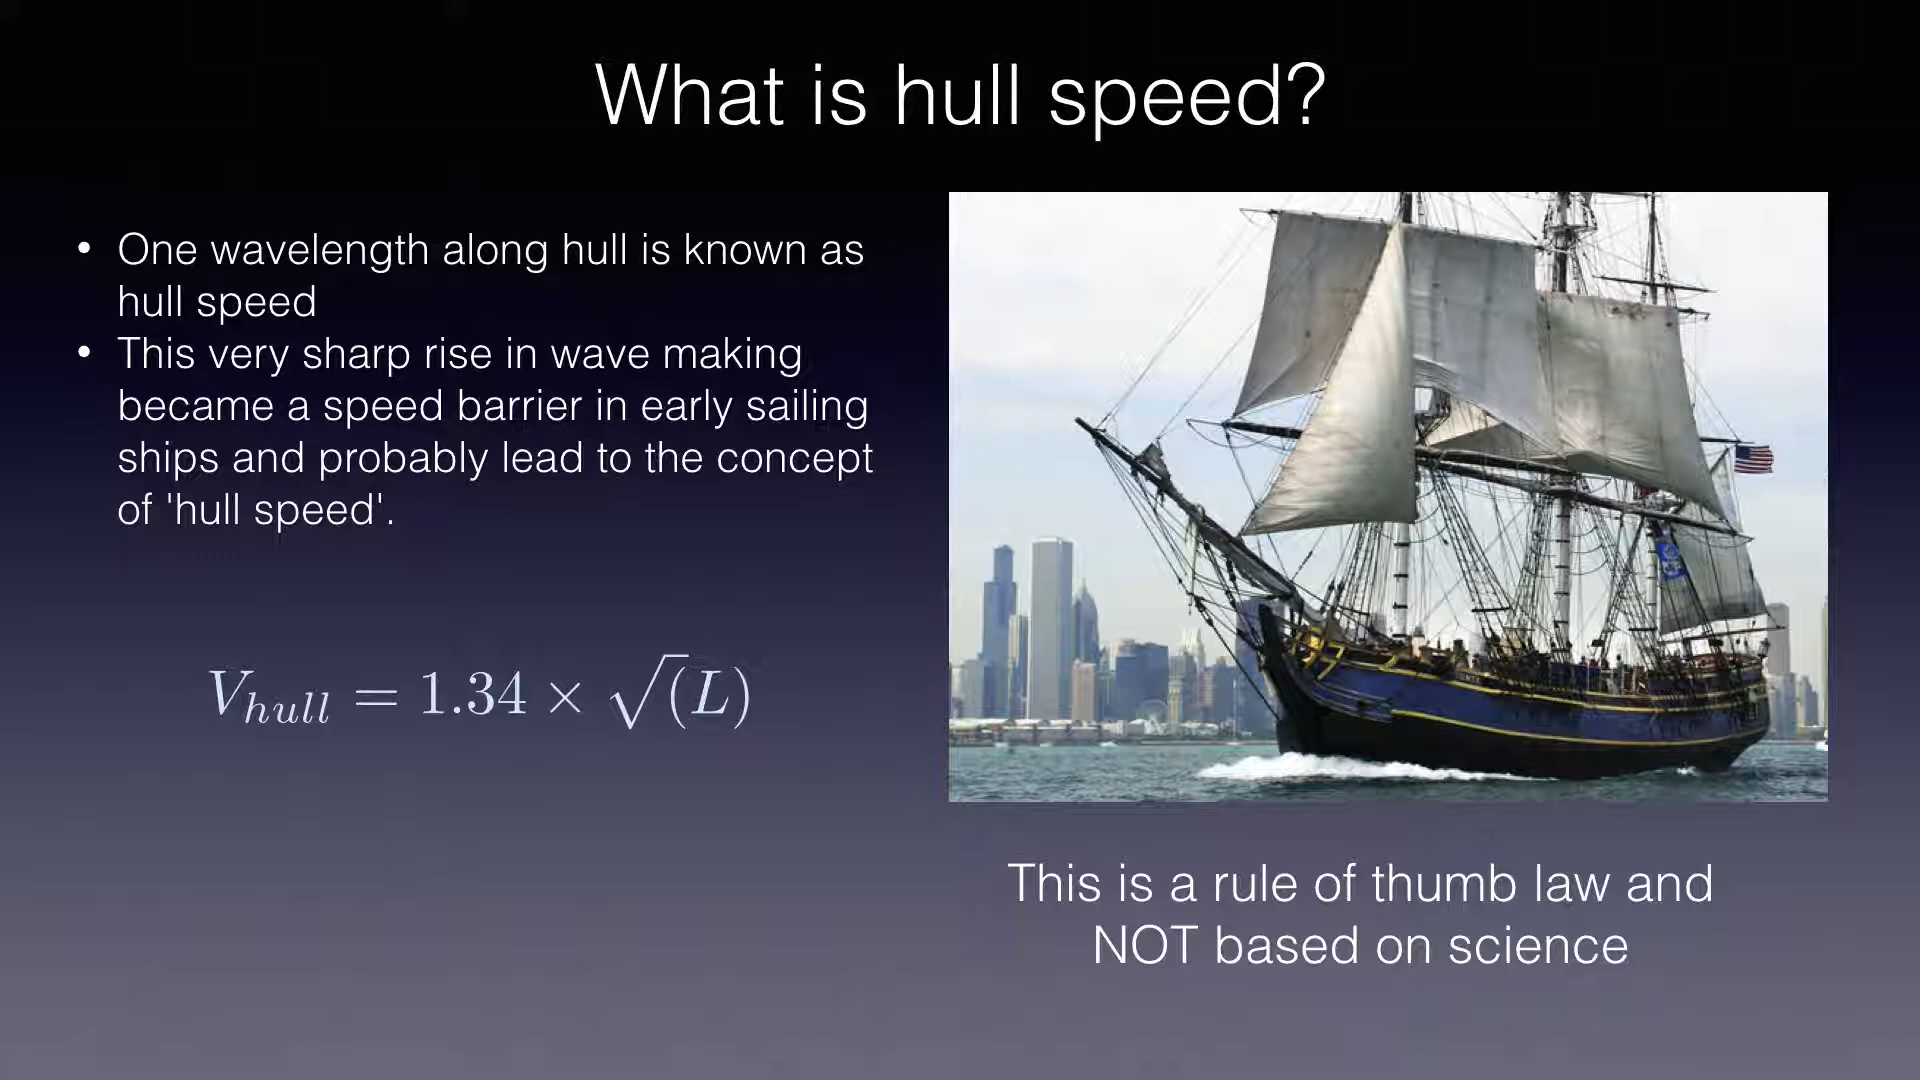 What is hull speed?
• One wavelength along hull is known as
hull speed
• This very sharp rise in wave making
became a speed barrier in early sailing
ships and probably lead to the concept
of 'hull speed'.
V_{hull} = 1.34 × √(L)
This is a rule of thumb law and
NOT based on science